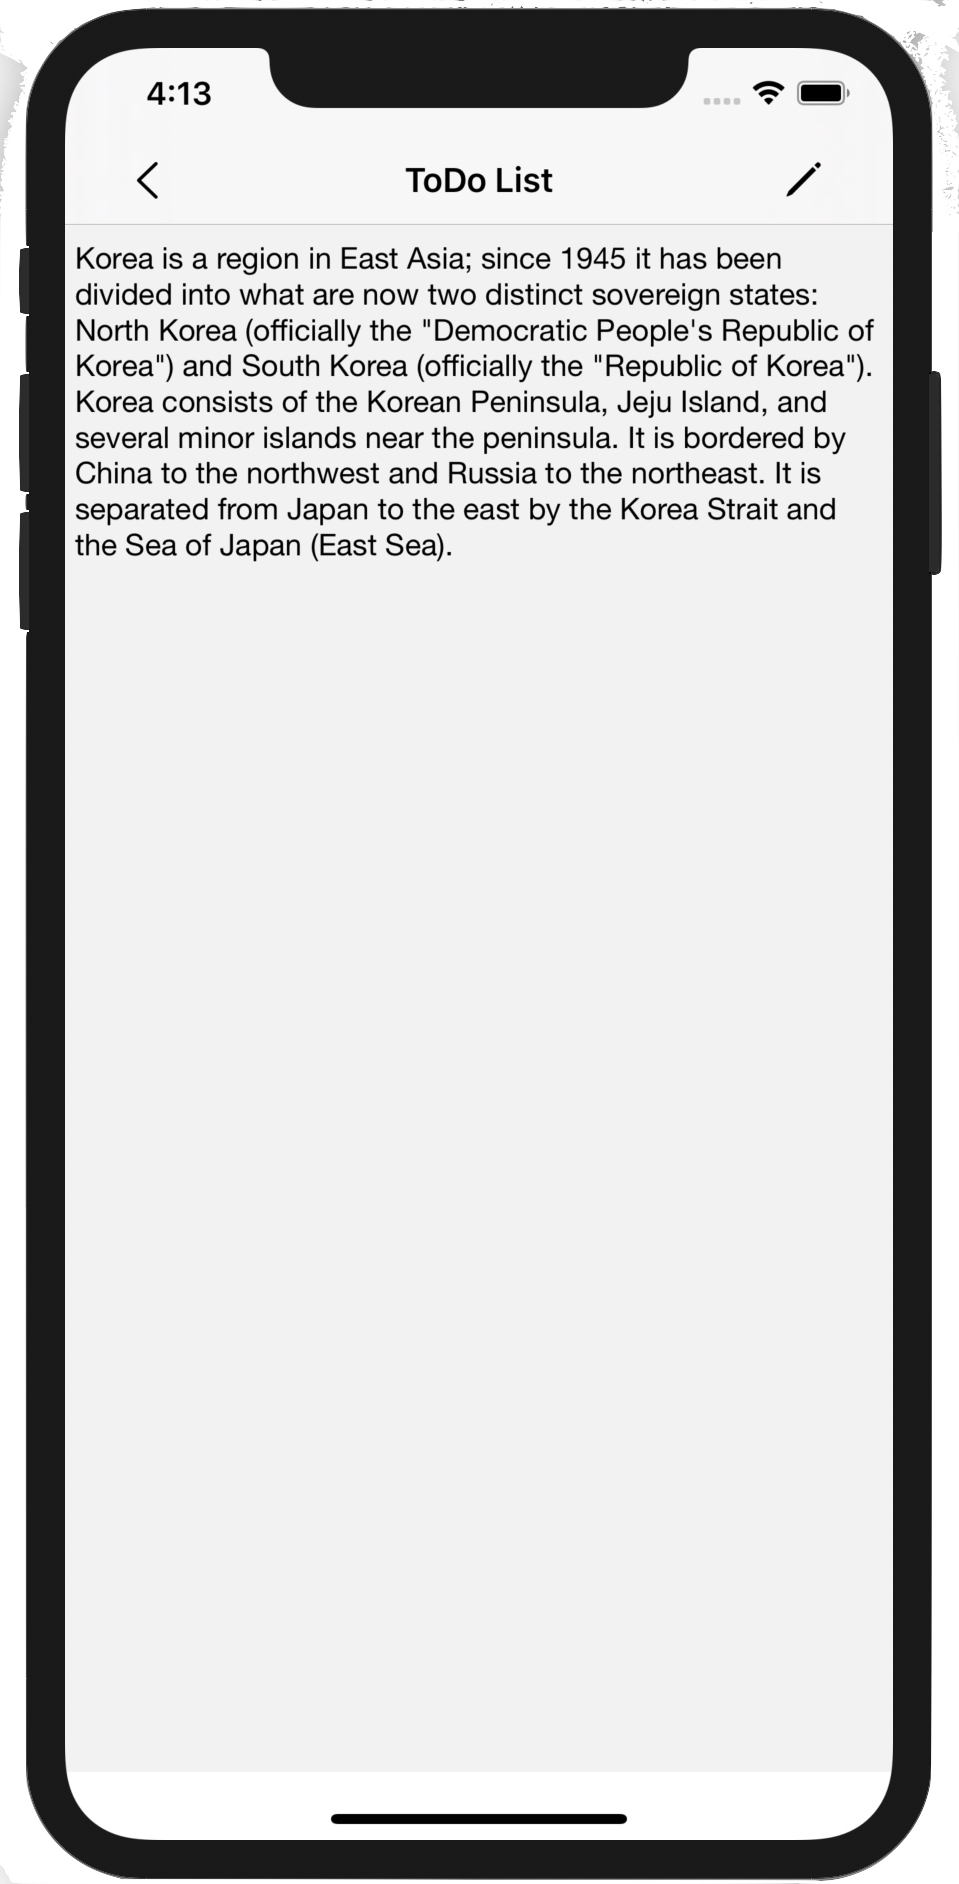 4:13
ToDo List
Korea is a region in East Asia; since 1945 it has been
divided into what are now two distinct sovereign states:
North Korea (officially the "Democratic People's Republic of
Korea") and South Korea (officially the "Republic of Korea").
Korea consists of the Korean Peninsula, Jeju Island, and
several minor islands near the peninsula. It is bordered by
China to the northwest and Russia to the northeast. It is
separated from Japan to the east by the Korea Strait and
the Sea of Japan (East Sea).